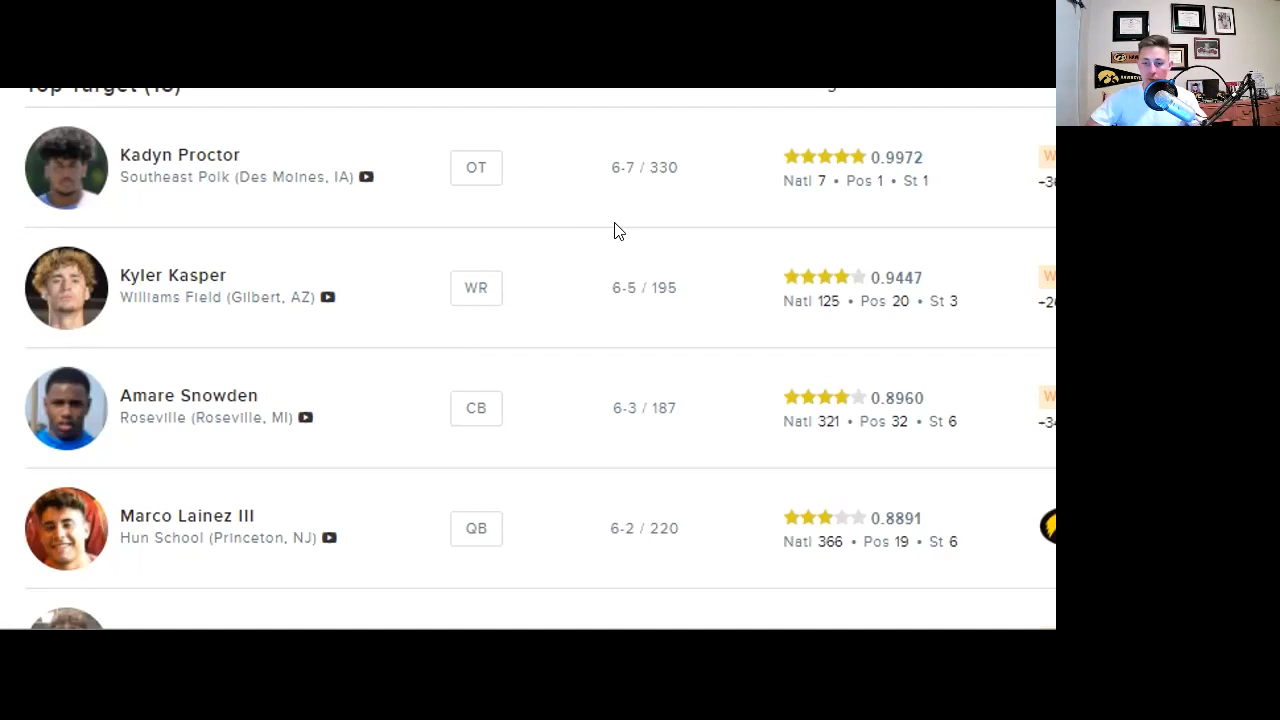 Top Target (16)
Kadyn Proctor
Southeast Polk (Des Moines, IA)
OT
6-7 / 330
0.9972
Natl 7 • Pos 1 • St 1
Kyler Kasper
Williams Field (Gilbert, AZ)
WR
6-5 / 195
0.9447
Natl 125 • Pos 20 • St 3
Amare Snowden
Roseville (Roseville, MI)
CB
6-3 / 187
0.8960
Natl 321 • Pos 32 • St 6
Marco Lainez III
Hun School (Princeton, NJ)
QB
6-2 / 220
0.8891
Natl 366 • Pos 19 • St 6